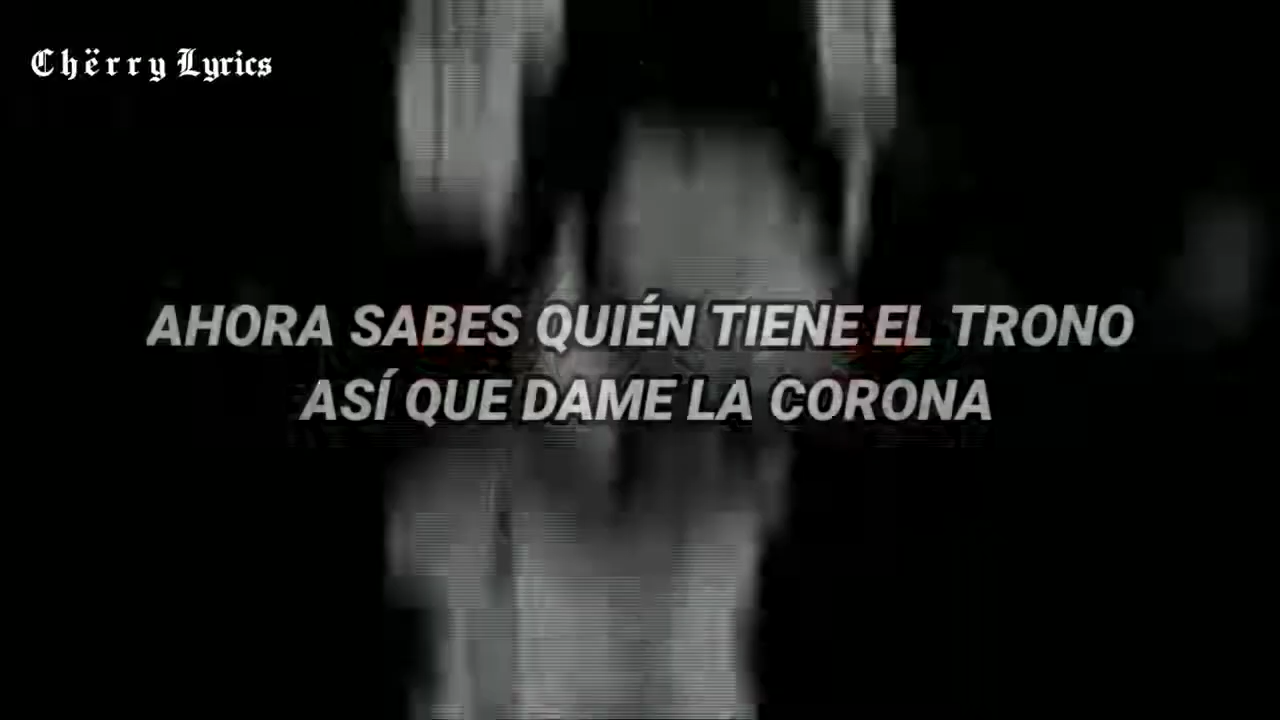 Chërry Lyrics
AHORA SABES QUIÉN TIENE EL TRONO
ASÍ QUE DAME LA CORONA